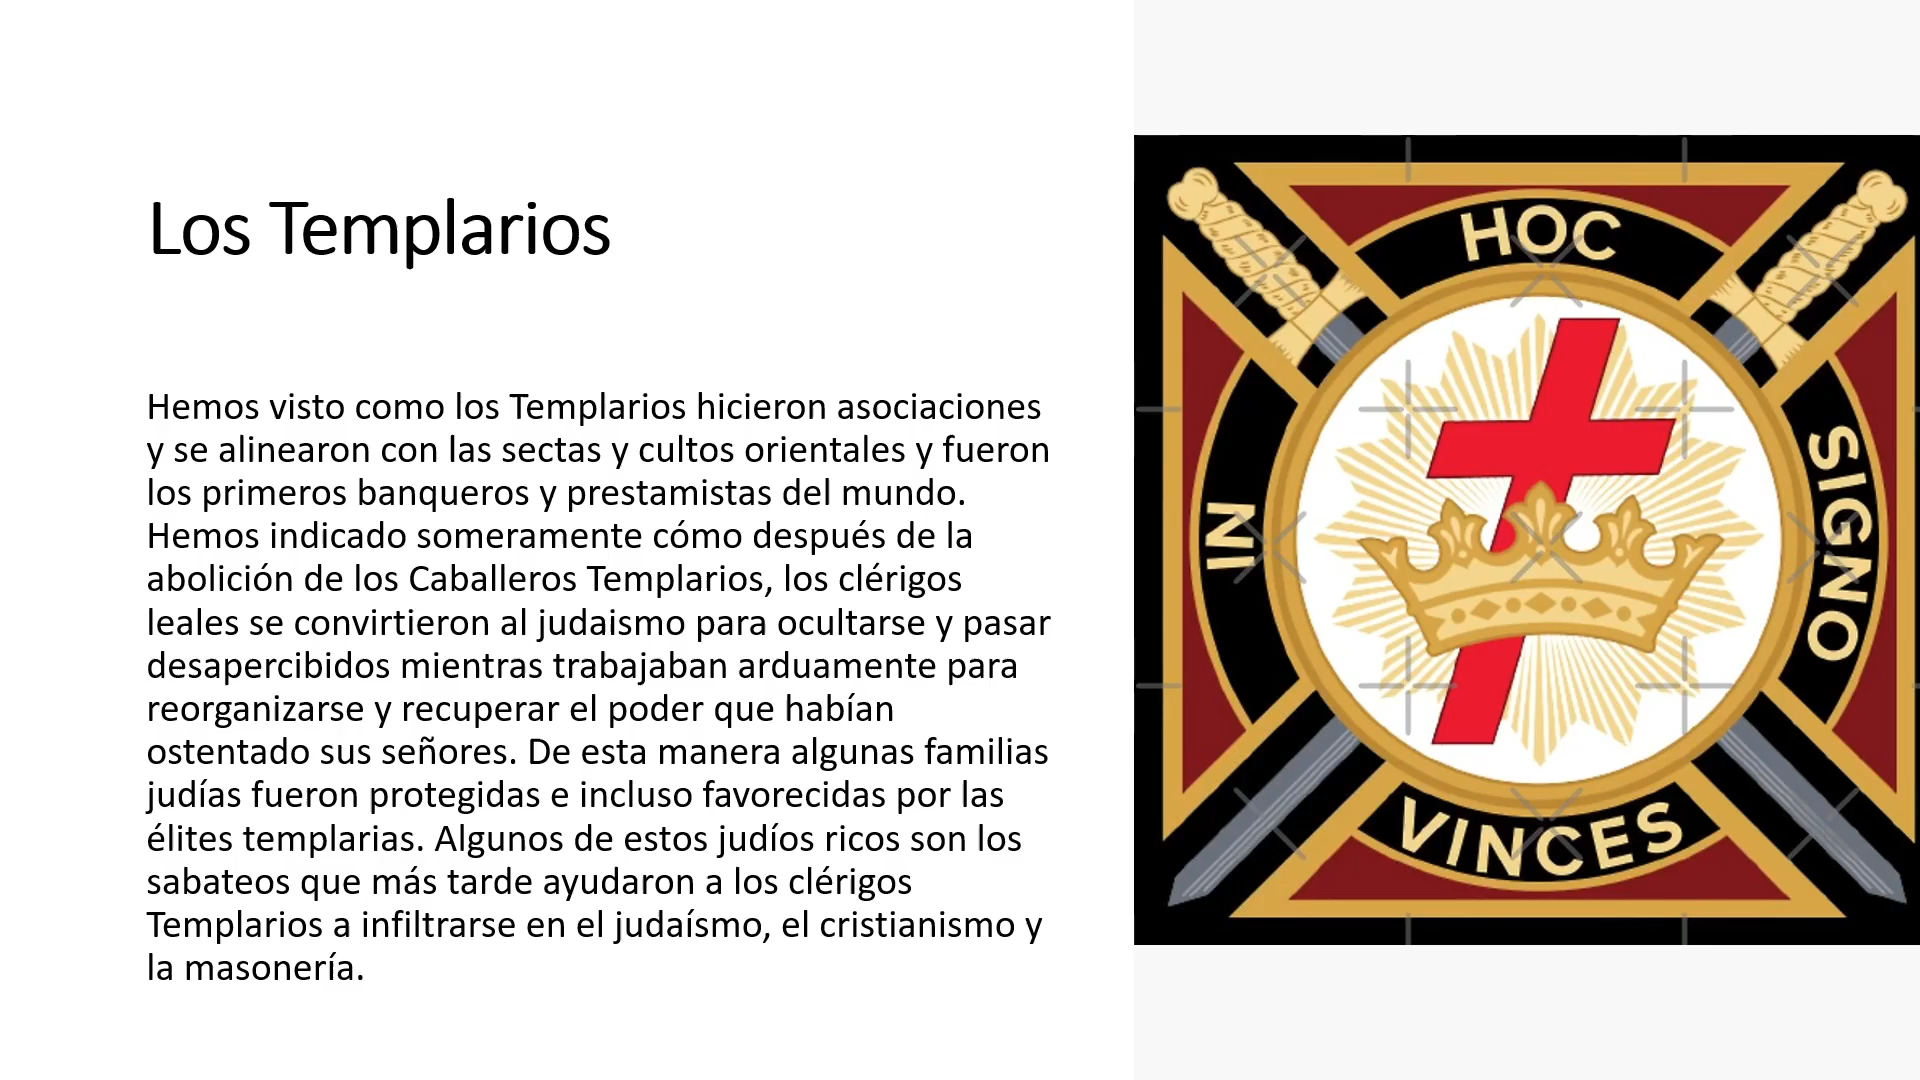 Los Templarios
Hemos visto como los Templarios hicieron asociaciones
y se alinearon con las sectas y cultos orientales y fueron
los primeros banqueros y prestamistas del mundo.
Hemos indicado someramente cómo después de la
abolición de los Caballeros Templarios, los clérigos
leales se convirtieron al judaismo para ocultarse y pasar
desapercibidos mientras trabajaban arduamente para
reorganizarse y recuperar el poder que habían
ostentado sus señores. De esta manera algunas familias
judías fueron protegidas e incluso favorecidas por las
élites templarias. Algunos de estos judíos ricos son los
sabateos que más tarde ayudaron a los clérigos
Templarios a infiltrarse en el judaísmo, el cristianismo y
la masonería.
IN
HOC
SIGNO
VINCES